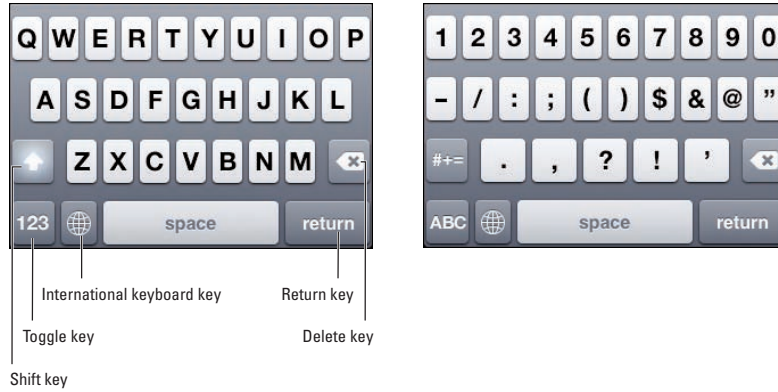 Q W E R T Y U I O P
A S D F G H J K L
Z X C V B N M
123 space return
1 2 3 4 5 6 7 8 9 0
- / : ; ( ) $ & @ "
#+= . , ? ! '
ABC space return
International keyboard key
Return key
Toggle key
Delete key
Shift key